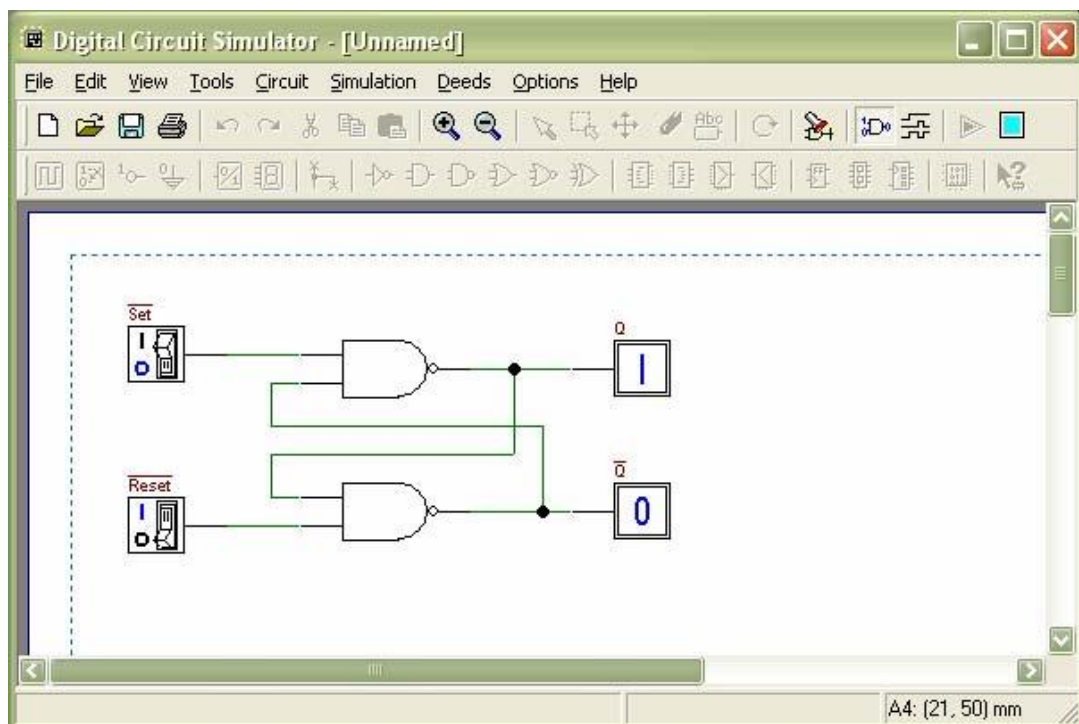 Digital Circuit Simulator - [Unnamed]
File Edit View Tools Circuit Simulation Deeds Options Help
Abc
Set
I
O
Q
1
Reset
I
O
Q
0
A4: (21, 50) mm